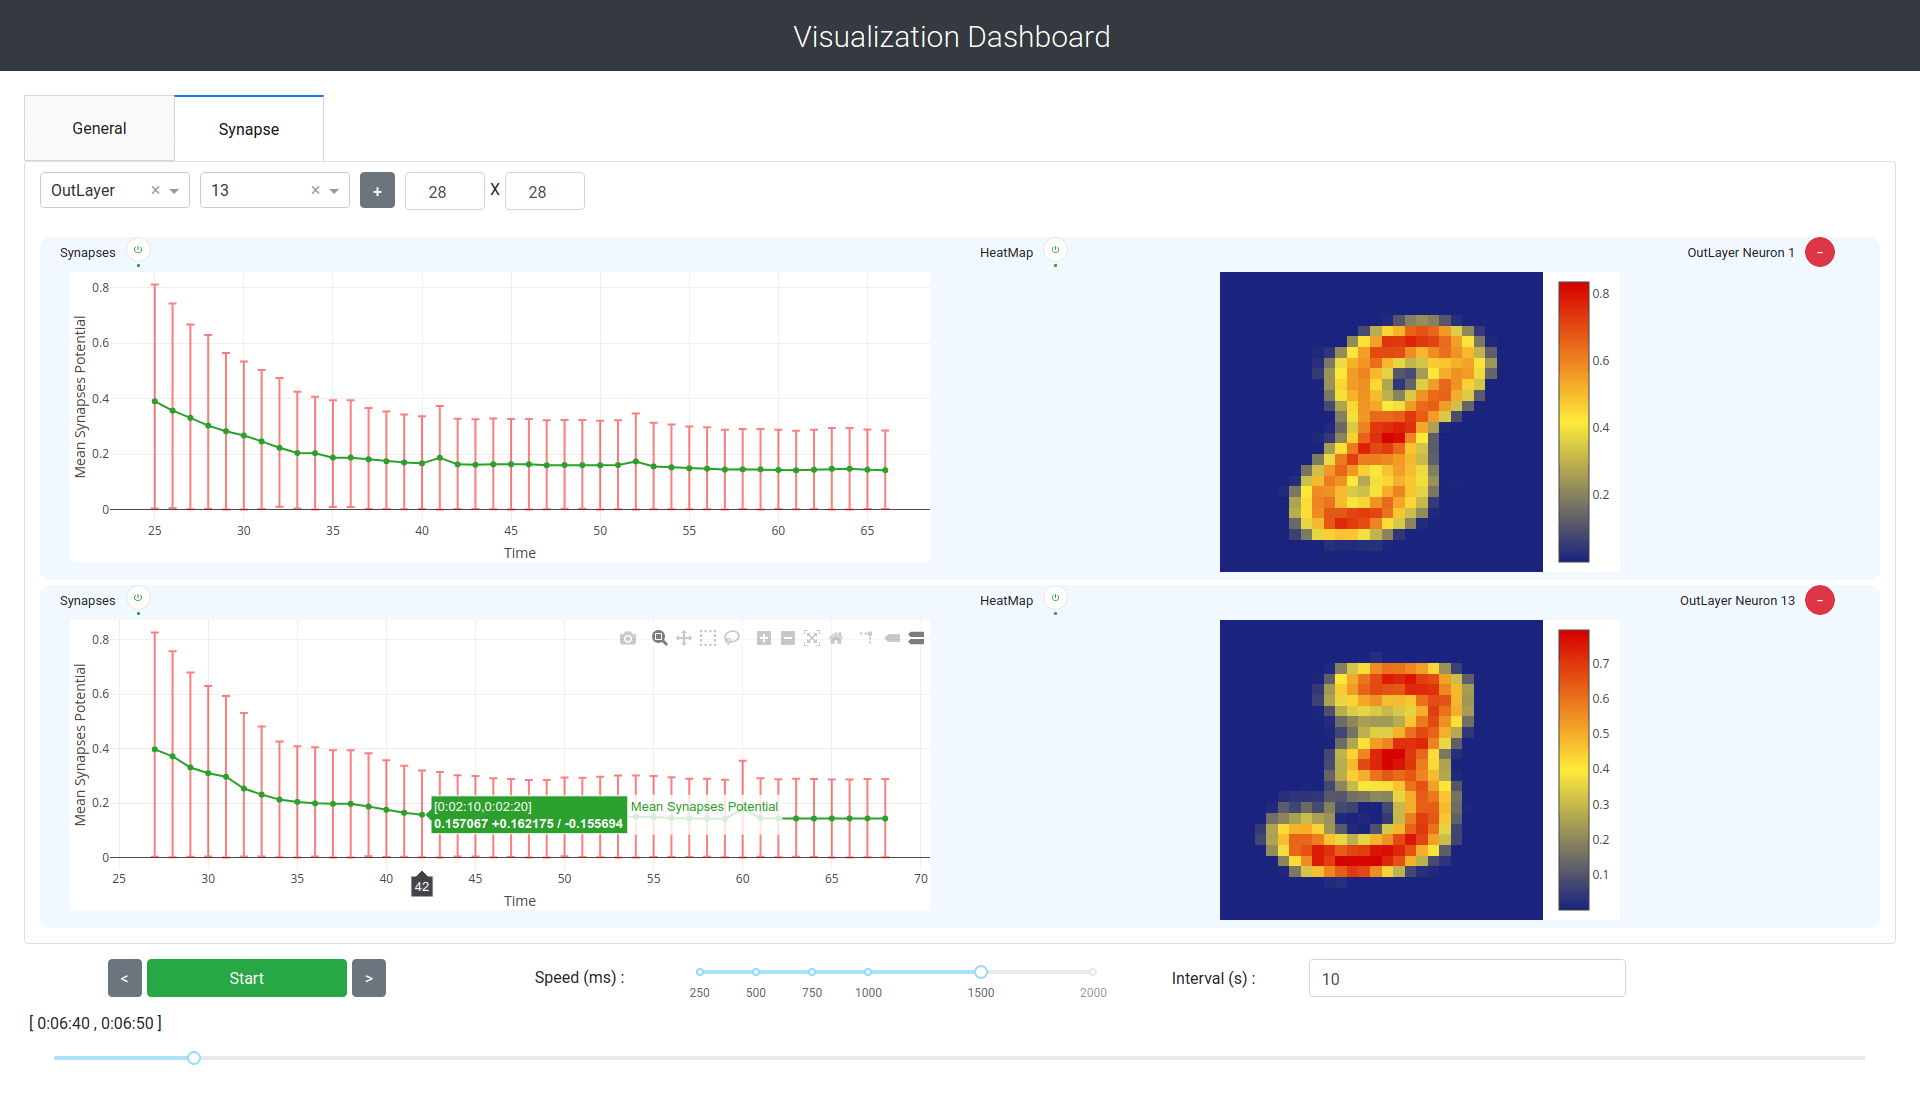 Visualization Dashboard
General
Synapse
OutLayer × 13 × + 28 X 28
Synapses
HeatMap
OutLayer Neuron 1 -
Mean Synapses Potential
0.8
0.6
0.4
0.2
0
25 30 35 40 45 50 55 60 65
Time
0.8
0.6
0.4
0.2
Synapses
HeatMap
OutLayer Neuron 13 -
Mean Synapses Potential
0.8
0.6
0.4
0.2
0
[0:02:10,0:02:20]
0.157067 +0.162175 / -0.155694
Mean Synapses Potential
25 30 35 40 42 45 50 55 60 65 70
Time
0.7
0.6
0.5
0.4
0.3
0.2
0.1
< Start >
Speed (ms) :
250 500 750 1000 1500 2000
Interval (s) : 10
[ 0:06:40 , 0:06:50 ]